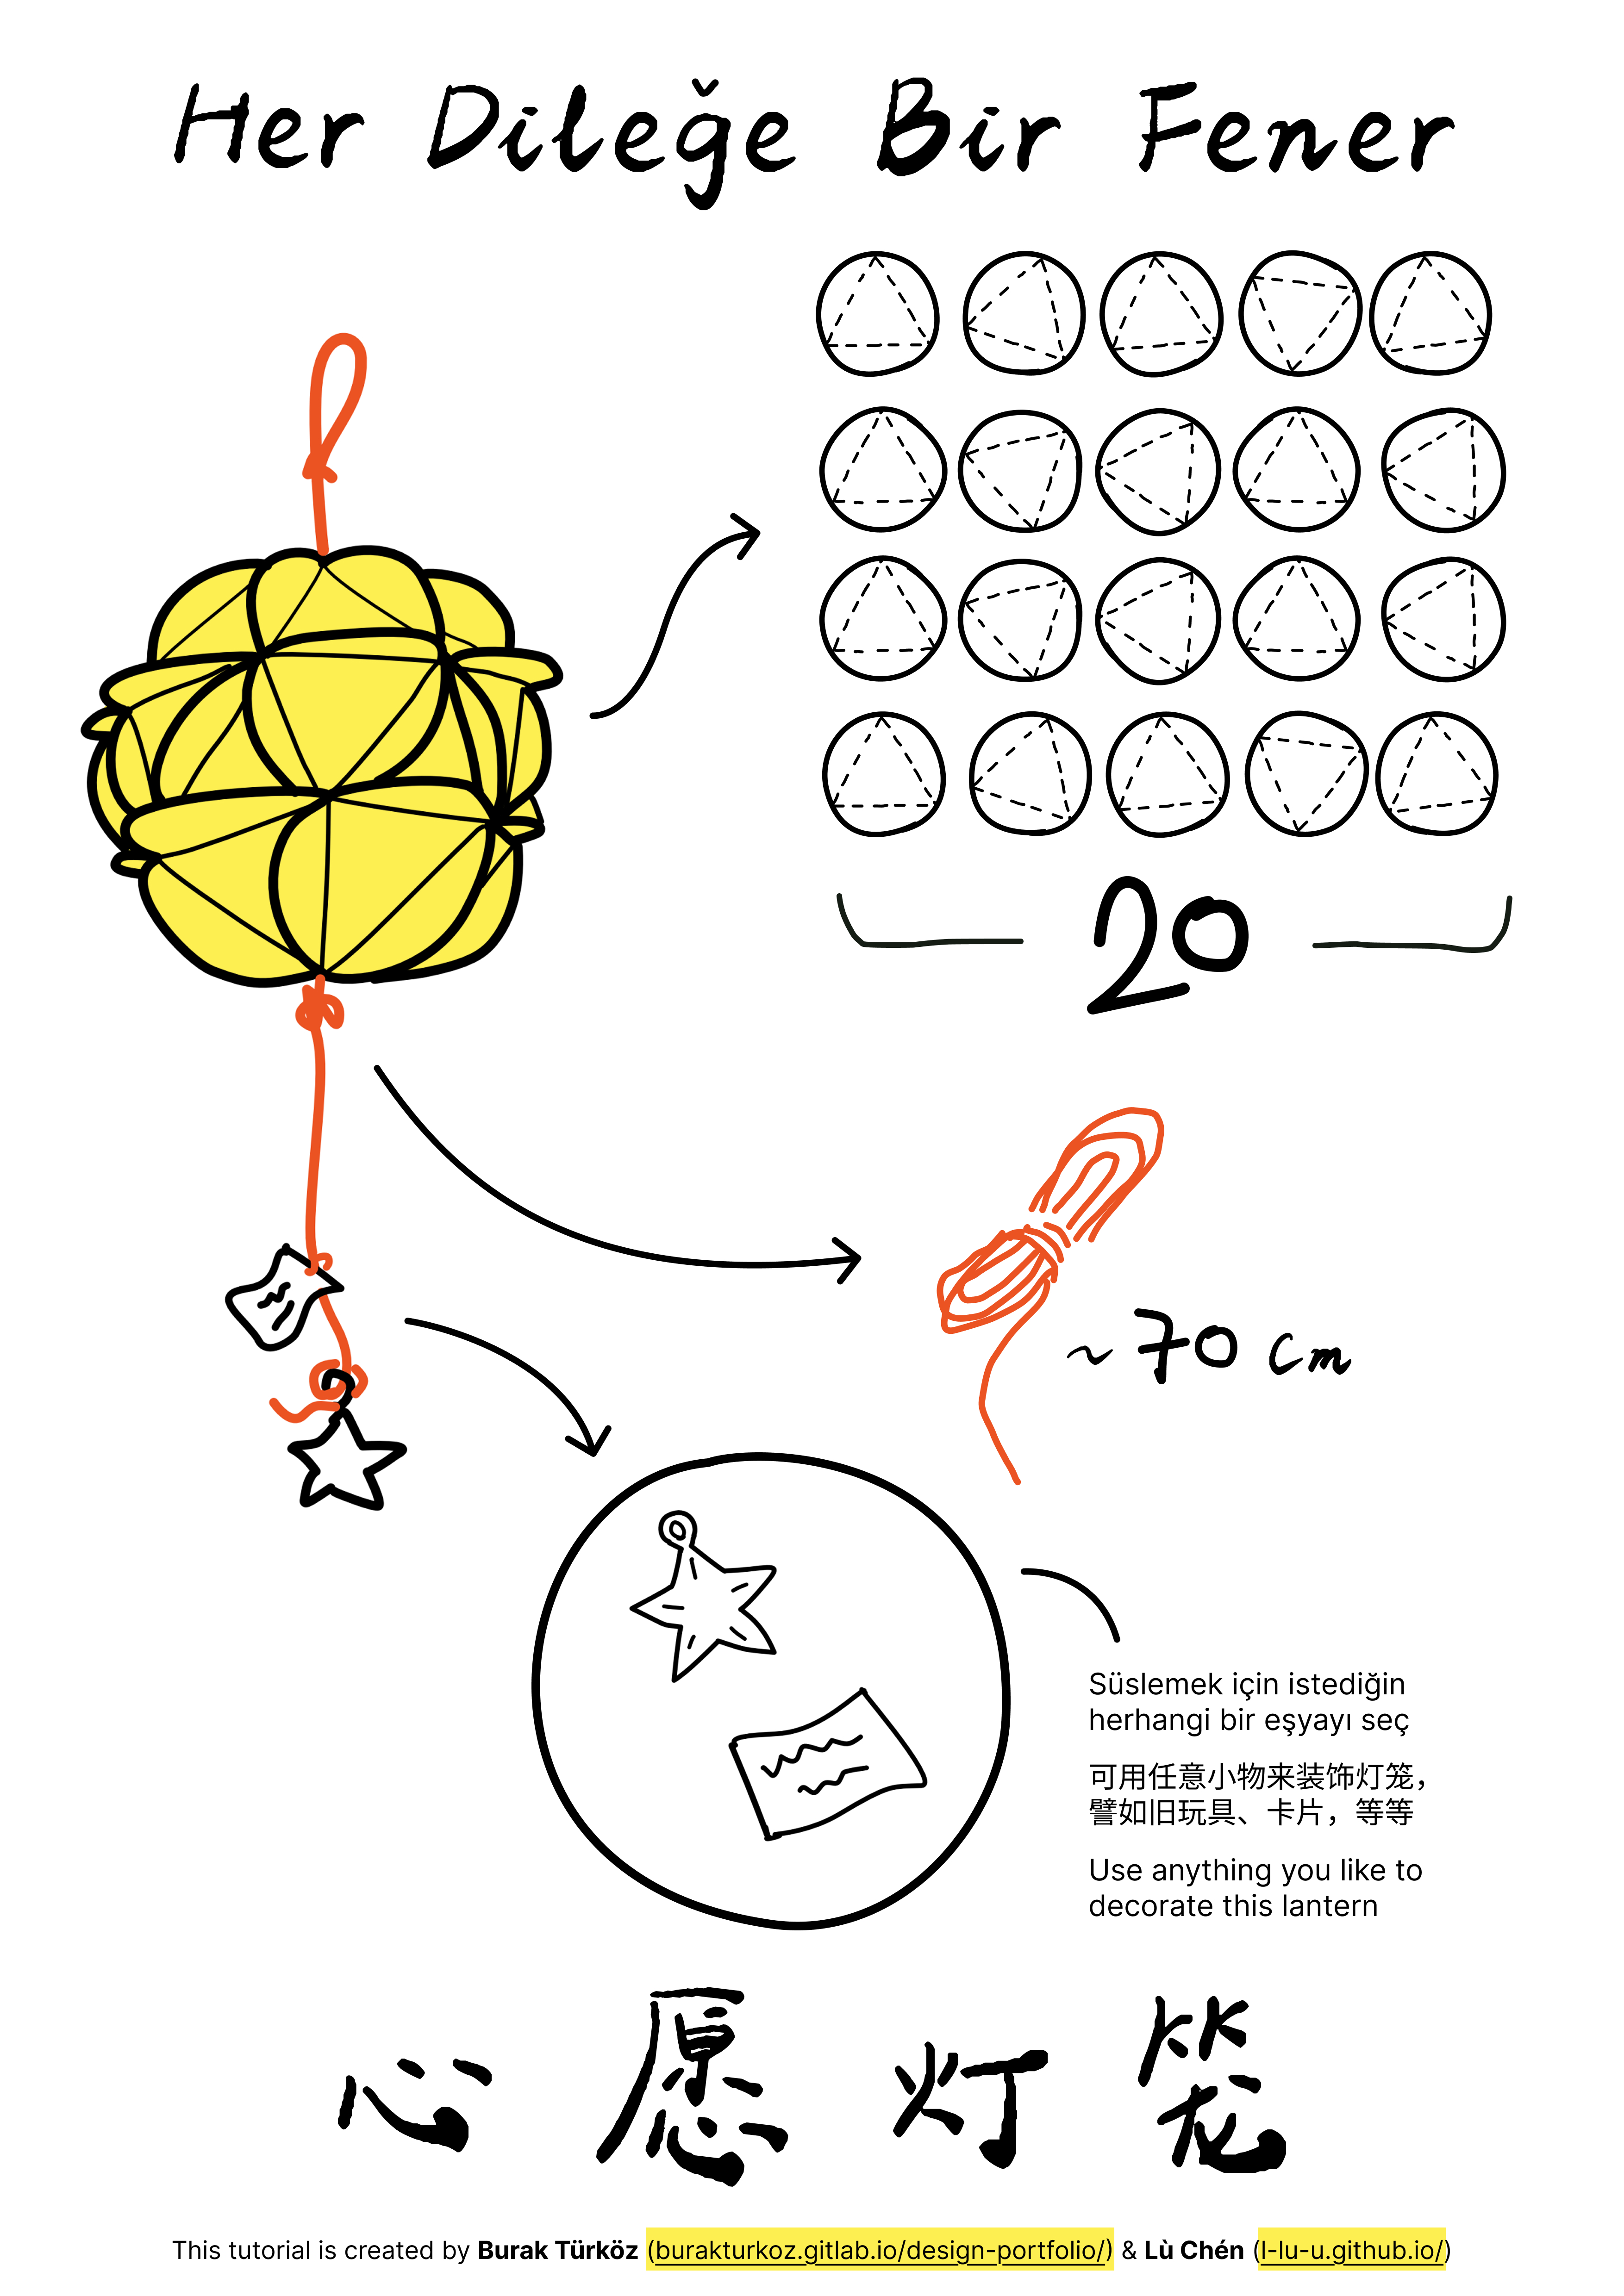 Her Dileğe Bir Fener
20
~70 cm
Süslemek için istediğin
herhangi bir eşyayı seç
可用任意小物来装饰灯笼，
譬如旧玩具、卡片，等等
Use anything you like to
decorate this lantern
心愿灯笼
This tutorial is created by Burak Türköz (burakturkoz.gitlab.io/design-portfolio/) & Lù Chén (l-lu-u.github.io/)